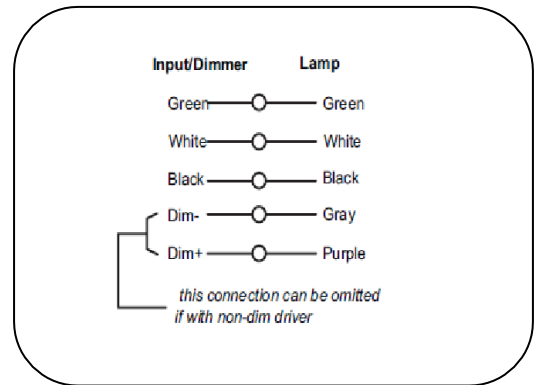 Input/Dimmer Lamp
Green Green
White White
Black Black
Dim- Gray
Dim+ Purple
this connection can be omitted
if with non-dim driver